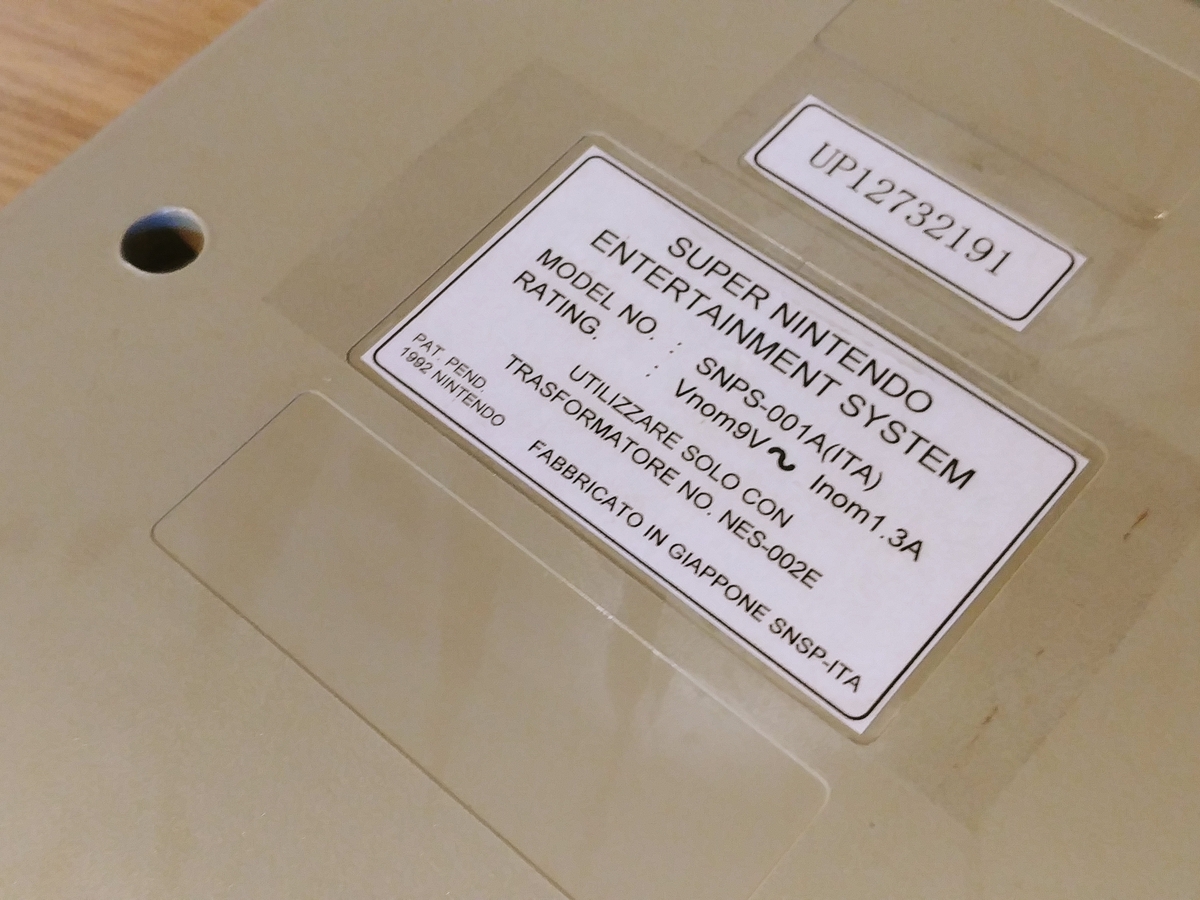 UP12732191
SUPER NINTENDO
ENTERTAINMENT SYSTEM
MODEL NO. : SNPS-001A(ITA)
RATING. : Vnom9V~ Inom1.3A
UTILIZZARE SOLO CON
TRASFORMATORE NO. NES-002E
PAT. PEND.
1992 NINTENDO
FABBRICATO IN GIAPPONE SNSP-ITA